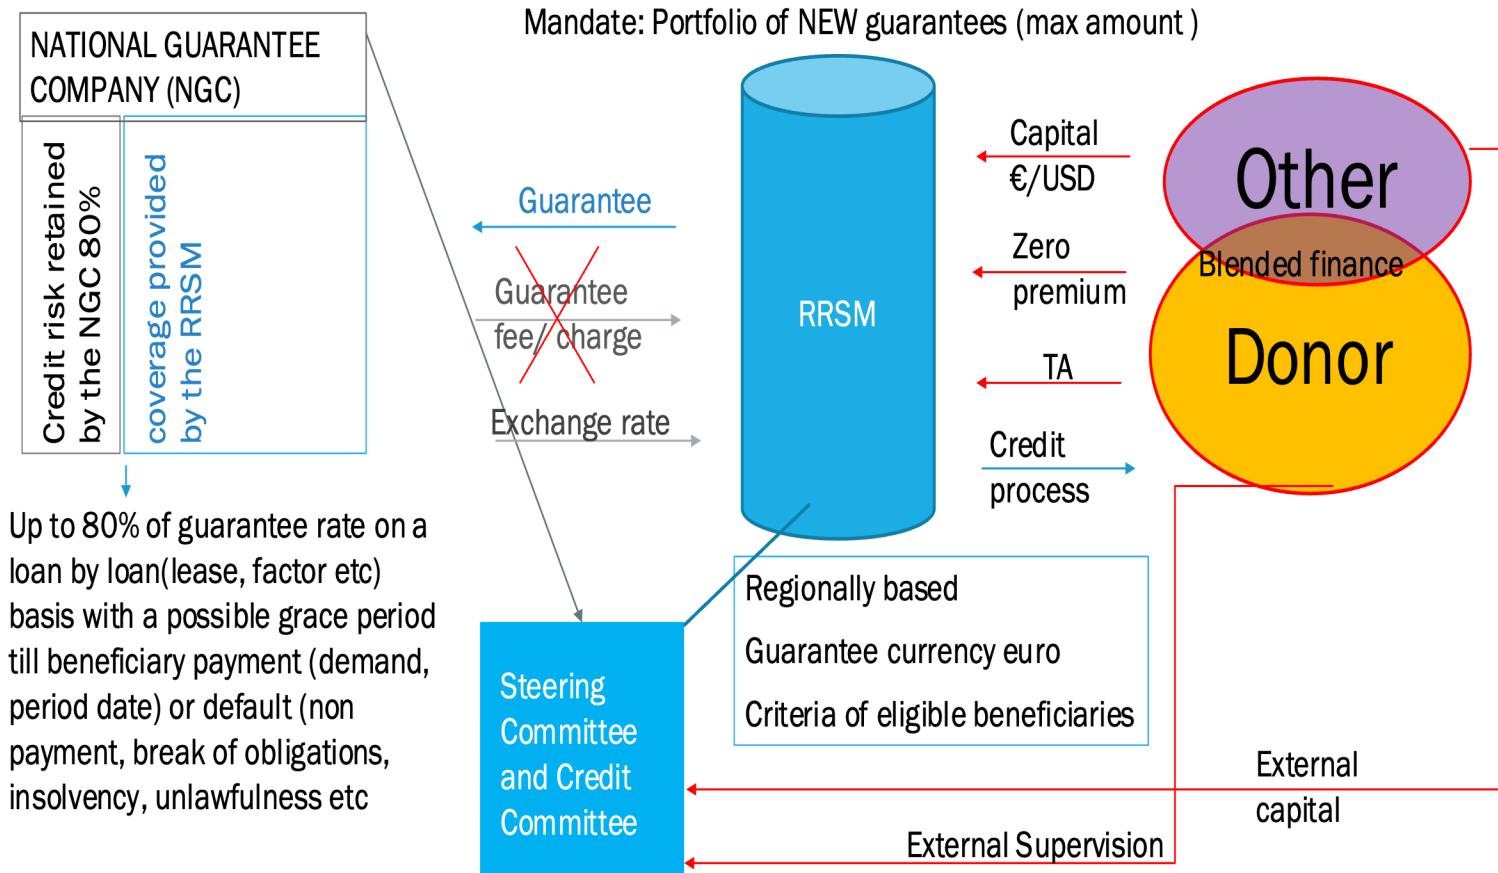 Mandate: Portfolio of NEW guarantees (max amount )
NATIONAL GUARANTEE
COMPANY (NGC)
Credit risk retained
by the NGC 80%
coverage provided
by the RRSM
Guarantee
Guarantee
fee/ charge
Exchange rate
RRSM
Capital
€/USD
Zero
premium
TA
Credit
process
Other
Blended finance
Donor
Up to 80% of guarantee rate on a
loan by loan(lease, factor etc)
basis with a possible grace period
till beneficiary payment (demand,
period date) or default (non
payment, break of obligations,
insolvency, unlawfulness etc
Steering
Committee
and Credit
Committee
Regionally based
Guarantee currency euro
Criteria of eligible beneficiaries
External
capital
External Supervision